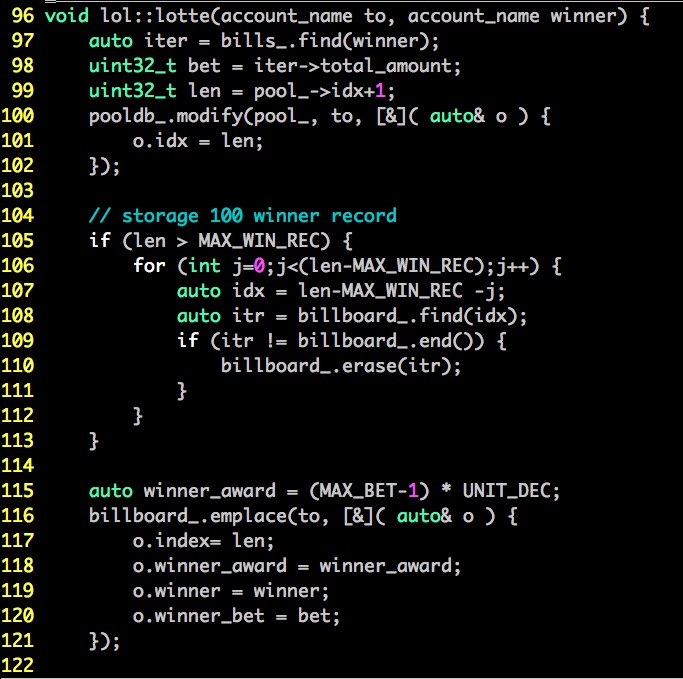 96 void lol::lotte(account_name to, account_name winner) {
97     auto iter = bills_.find(winner);
98     uint32_t bet = iter->total_amount;
99     uint32_t len = pool_->idx+1;
100     pooldb_.modify(pool_, to, [&]( auto& o ) {
101         o.idx = len;
102     });
103
104     // storage 100 winner record
105     if (len > MAX_WIN_REC) {
106         for (int j=0;j<(len-MAX_WIN_REC);j++) {
107             auto idx = len-MAX_WIN_REC -j;
108             auto itr = billboard_.find(idx);
109             if (itr != billboard_.end()) {
110                 billboard_.erase(itr);
111             }
112         }
113     }
114
115     auto winner_award = (MAX_BET-1) * UNIT_DEC;
116     billboard_.emplace(to, [&]( auto& o ) {
117         o.index= len;
118         o.winner_award = winner_award;
119         o.winner = winner;
120         o.winner_bet = bet;
121     });
122